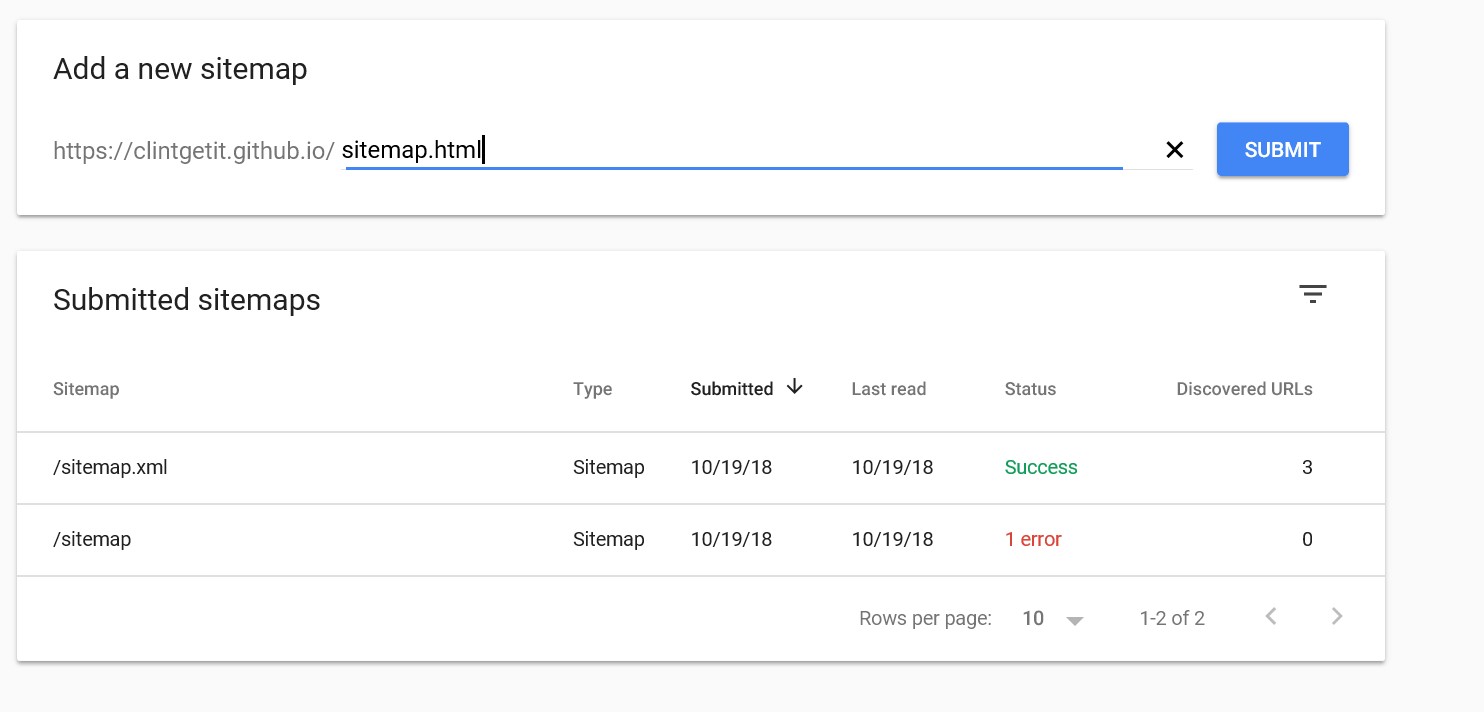 Add a new sitemap
https://clintgetit.github.io/ sitemap.html SUBMIT
Submitted sitemaps
Sitemap Type Submitted Last read Status Discovered URLs
/sitemap.xml Sitemap 10/19/18 10/19/18 Success 3
/sitemap Sitemap 10/19/18 10/19/18 1 error 0
Rows per page: 10 1-2 of 2